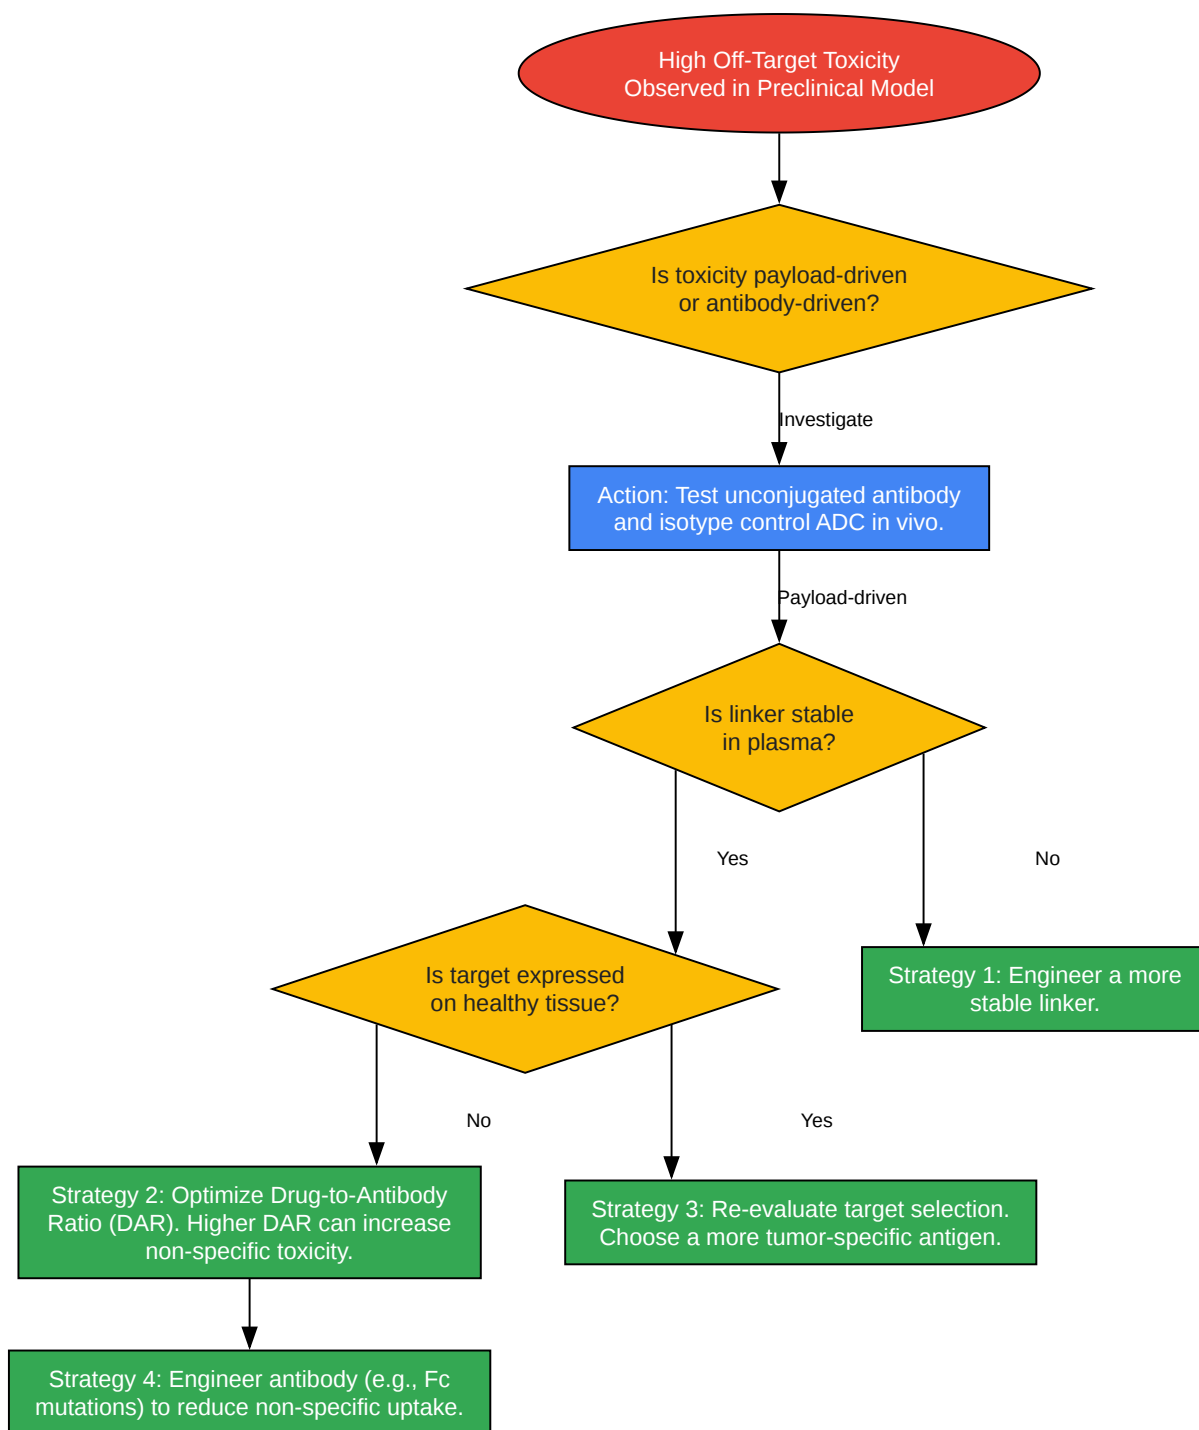 High Off-Target Toxicity
Observed in Preclinical Model
Is toxicity payload-driven
or antibody-driven?
Investigate
Action: Test unconjugated antibody
and isotype control ADC in vivo.
Payload-driven
Is linker stable
in plasma?
Yes
No
Is target expressed
on healthy tissue?
Strategy 1: Engineer a more
stable linker.
No
Yes
Strategy 2: Optimize Drug-to-Antibody
Ratio (DAR). Higher DAR can increase
non-specific toxicity.
Strategy 3: Re-evaluate target selection.
Choose a more tumor-specific antigen.
Strategy 4: Engineer antibody (e.g., Fc
mutations) to reduce non-specific uptake.